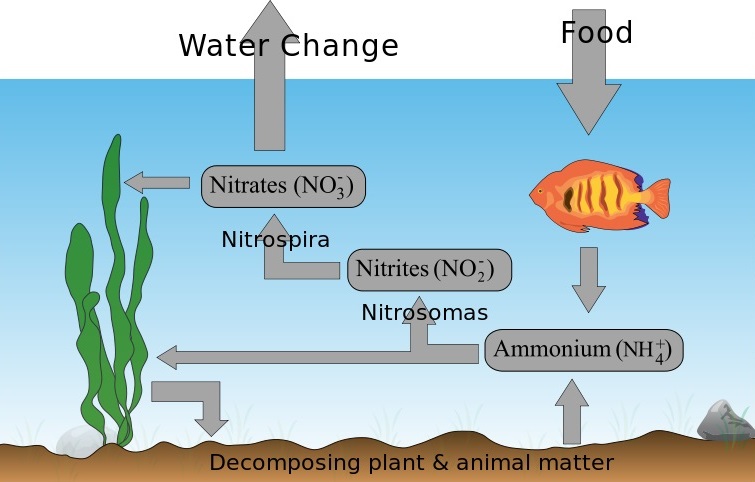 Water Change
Food
Nitrates (NO₃⁻)
Nitrospira
Nitrites (NO₂⁻)
Nitrosomas
Ammonium (NH₄⁺)
Decomposing plant & animal matter